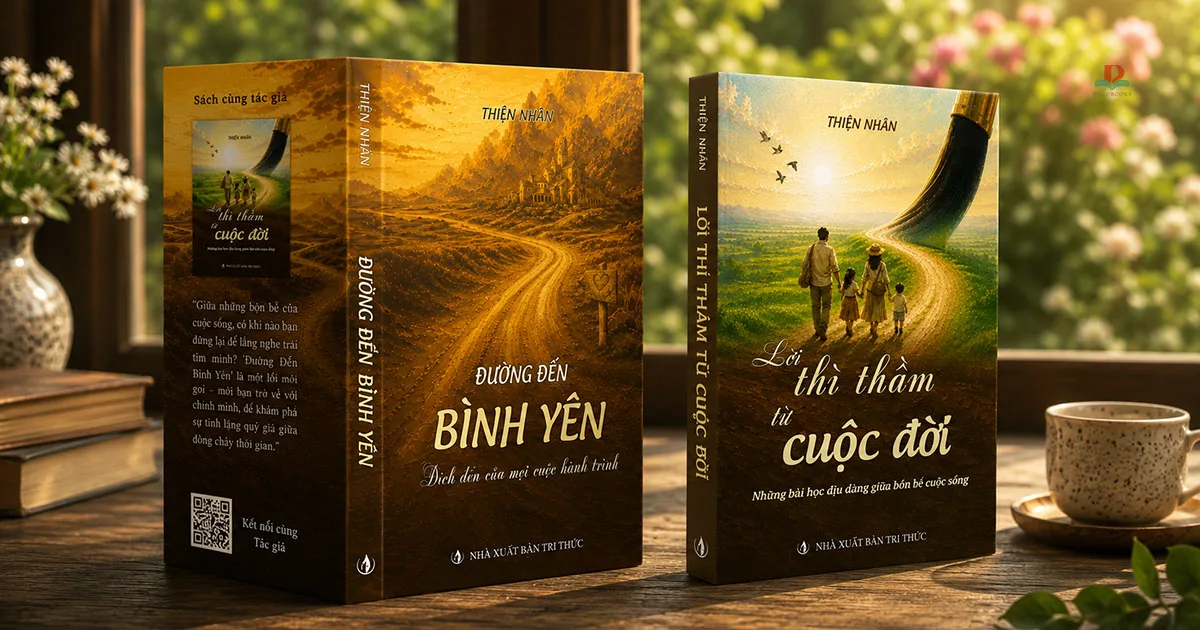 Sách cùng tác giả
THIỆN NHÂN
Lời
thì thầm
từ
cuộc đời
NHÀ XUẤT BẢN TRI THỨC
"Giữa những bộn bề của
cuộc sống, có khi nào bạn
dừng lại để lắng nghe trái
tim mình? 'Đường Đến
Bình Yên' là một lời mời
gọi – mời bạn trở về với
chính mình, để khám phá
sự tĩnh lặng quý giá giữa
dòng chảy thời gian."
Kết nối cùng
Tác giả
THIỆN NHÂN
ĐƯỜNG ĐẾN BÌNH YÊN
THIỆN NHÂN
ĐƯỜNG ĐẾN
BÌNH YÊN
Đích đến của mọi cuộc hành trình
NHÀ XUẤT BẢN TRI THỨC
THIỆN NHÂN
LỜI THÌ THẦM TỪ CUỘC ĐỜI
THIỆN NHÂN
Lời
thì thầm
từ
cuộc đời
Những bài học dịu dàng giữa bốn bề cuộc sống
NHÀ XUẤT BẢN TRI THỨC